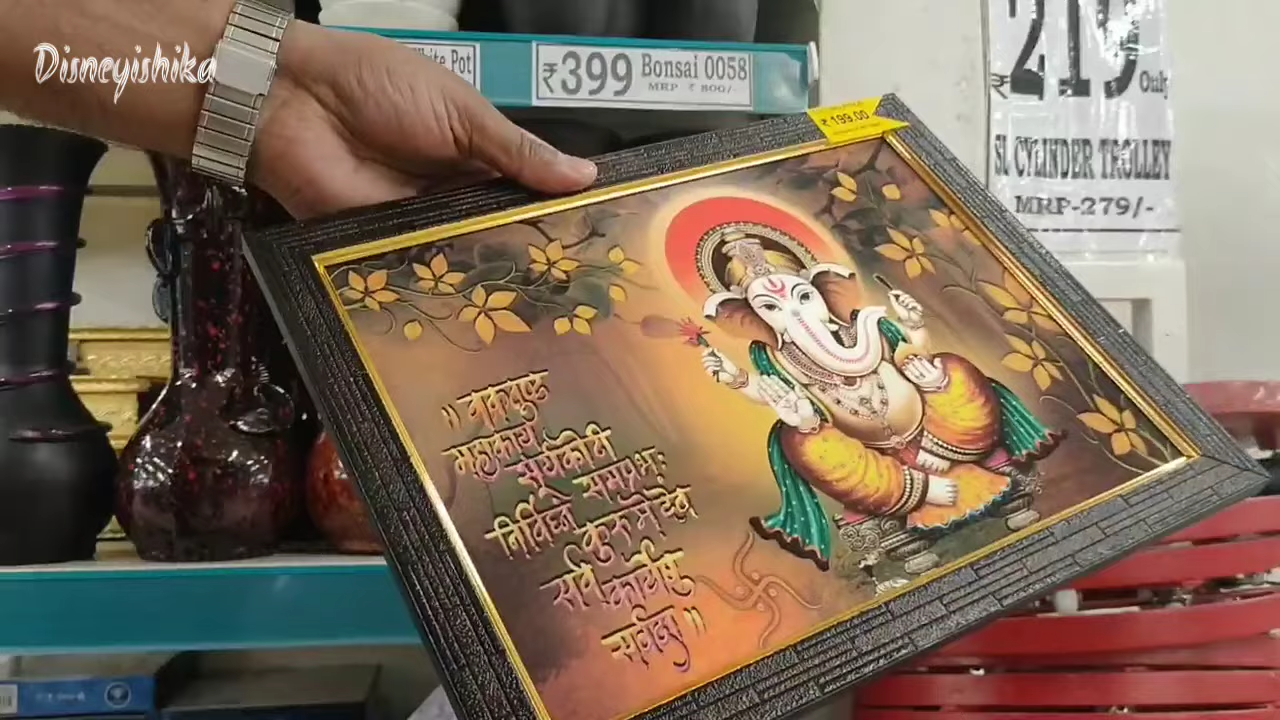 Disneyishika
White Pot
₹399 Bonsai 0058
MRP ₹ 800/-
219 Only
₹
SL CYLINDER TROLLEY
MRP-279/-
₹199.00
॥ वक्रतुण्ड
महाकाय
सूर्यकोटी
समप्रभः
निर्विघ्नं
कुरुमे देव
सर्व
कार्येषु
सर्वदा ॥